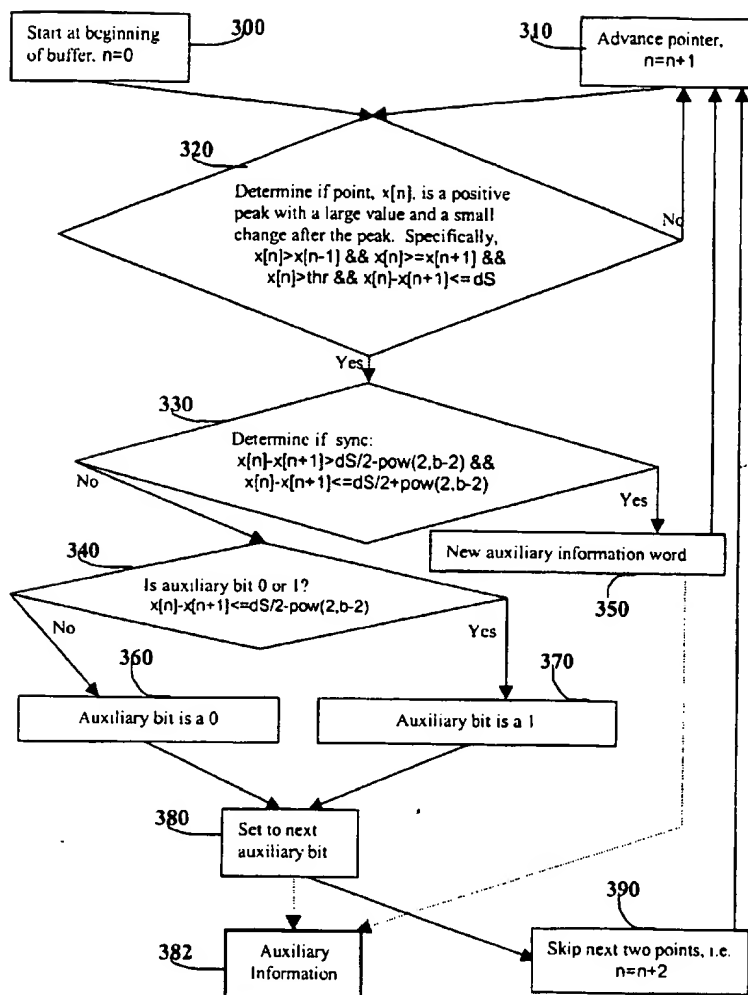 Start at beginning
of buffer, n=0
300
310
Advance pointer,
n=n+1
320
Determine if point, x[n], is a positive
peak with a large value and a small
change after the peak. Specifically,
x[n]>x[n-1] && x[n]>=x[n+1] &&
x[n]>thr && x[n]-x[n+1]<=dS
No
Yes
330
Determine if sync:
x[n]-x[n+1]>dS/2-pow(2,b-2) &&
x[n]-x[n+1]<=dS/2+pow(2,b-2)
No
Yes
340
Is auxiliary bit 0 or 1?
x[n]-x[n+1]<=dS/2-pow(2,b-2)
New auxiliary information word
350
No
Yes
360
370
Auxiliary bit is a 0
Auxiliary bit is a 1
380
Set to next
auxiliary bit
390
382
Auxiliary
Information
Skip next two points, i.e.
n=n+2